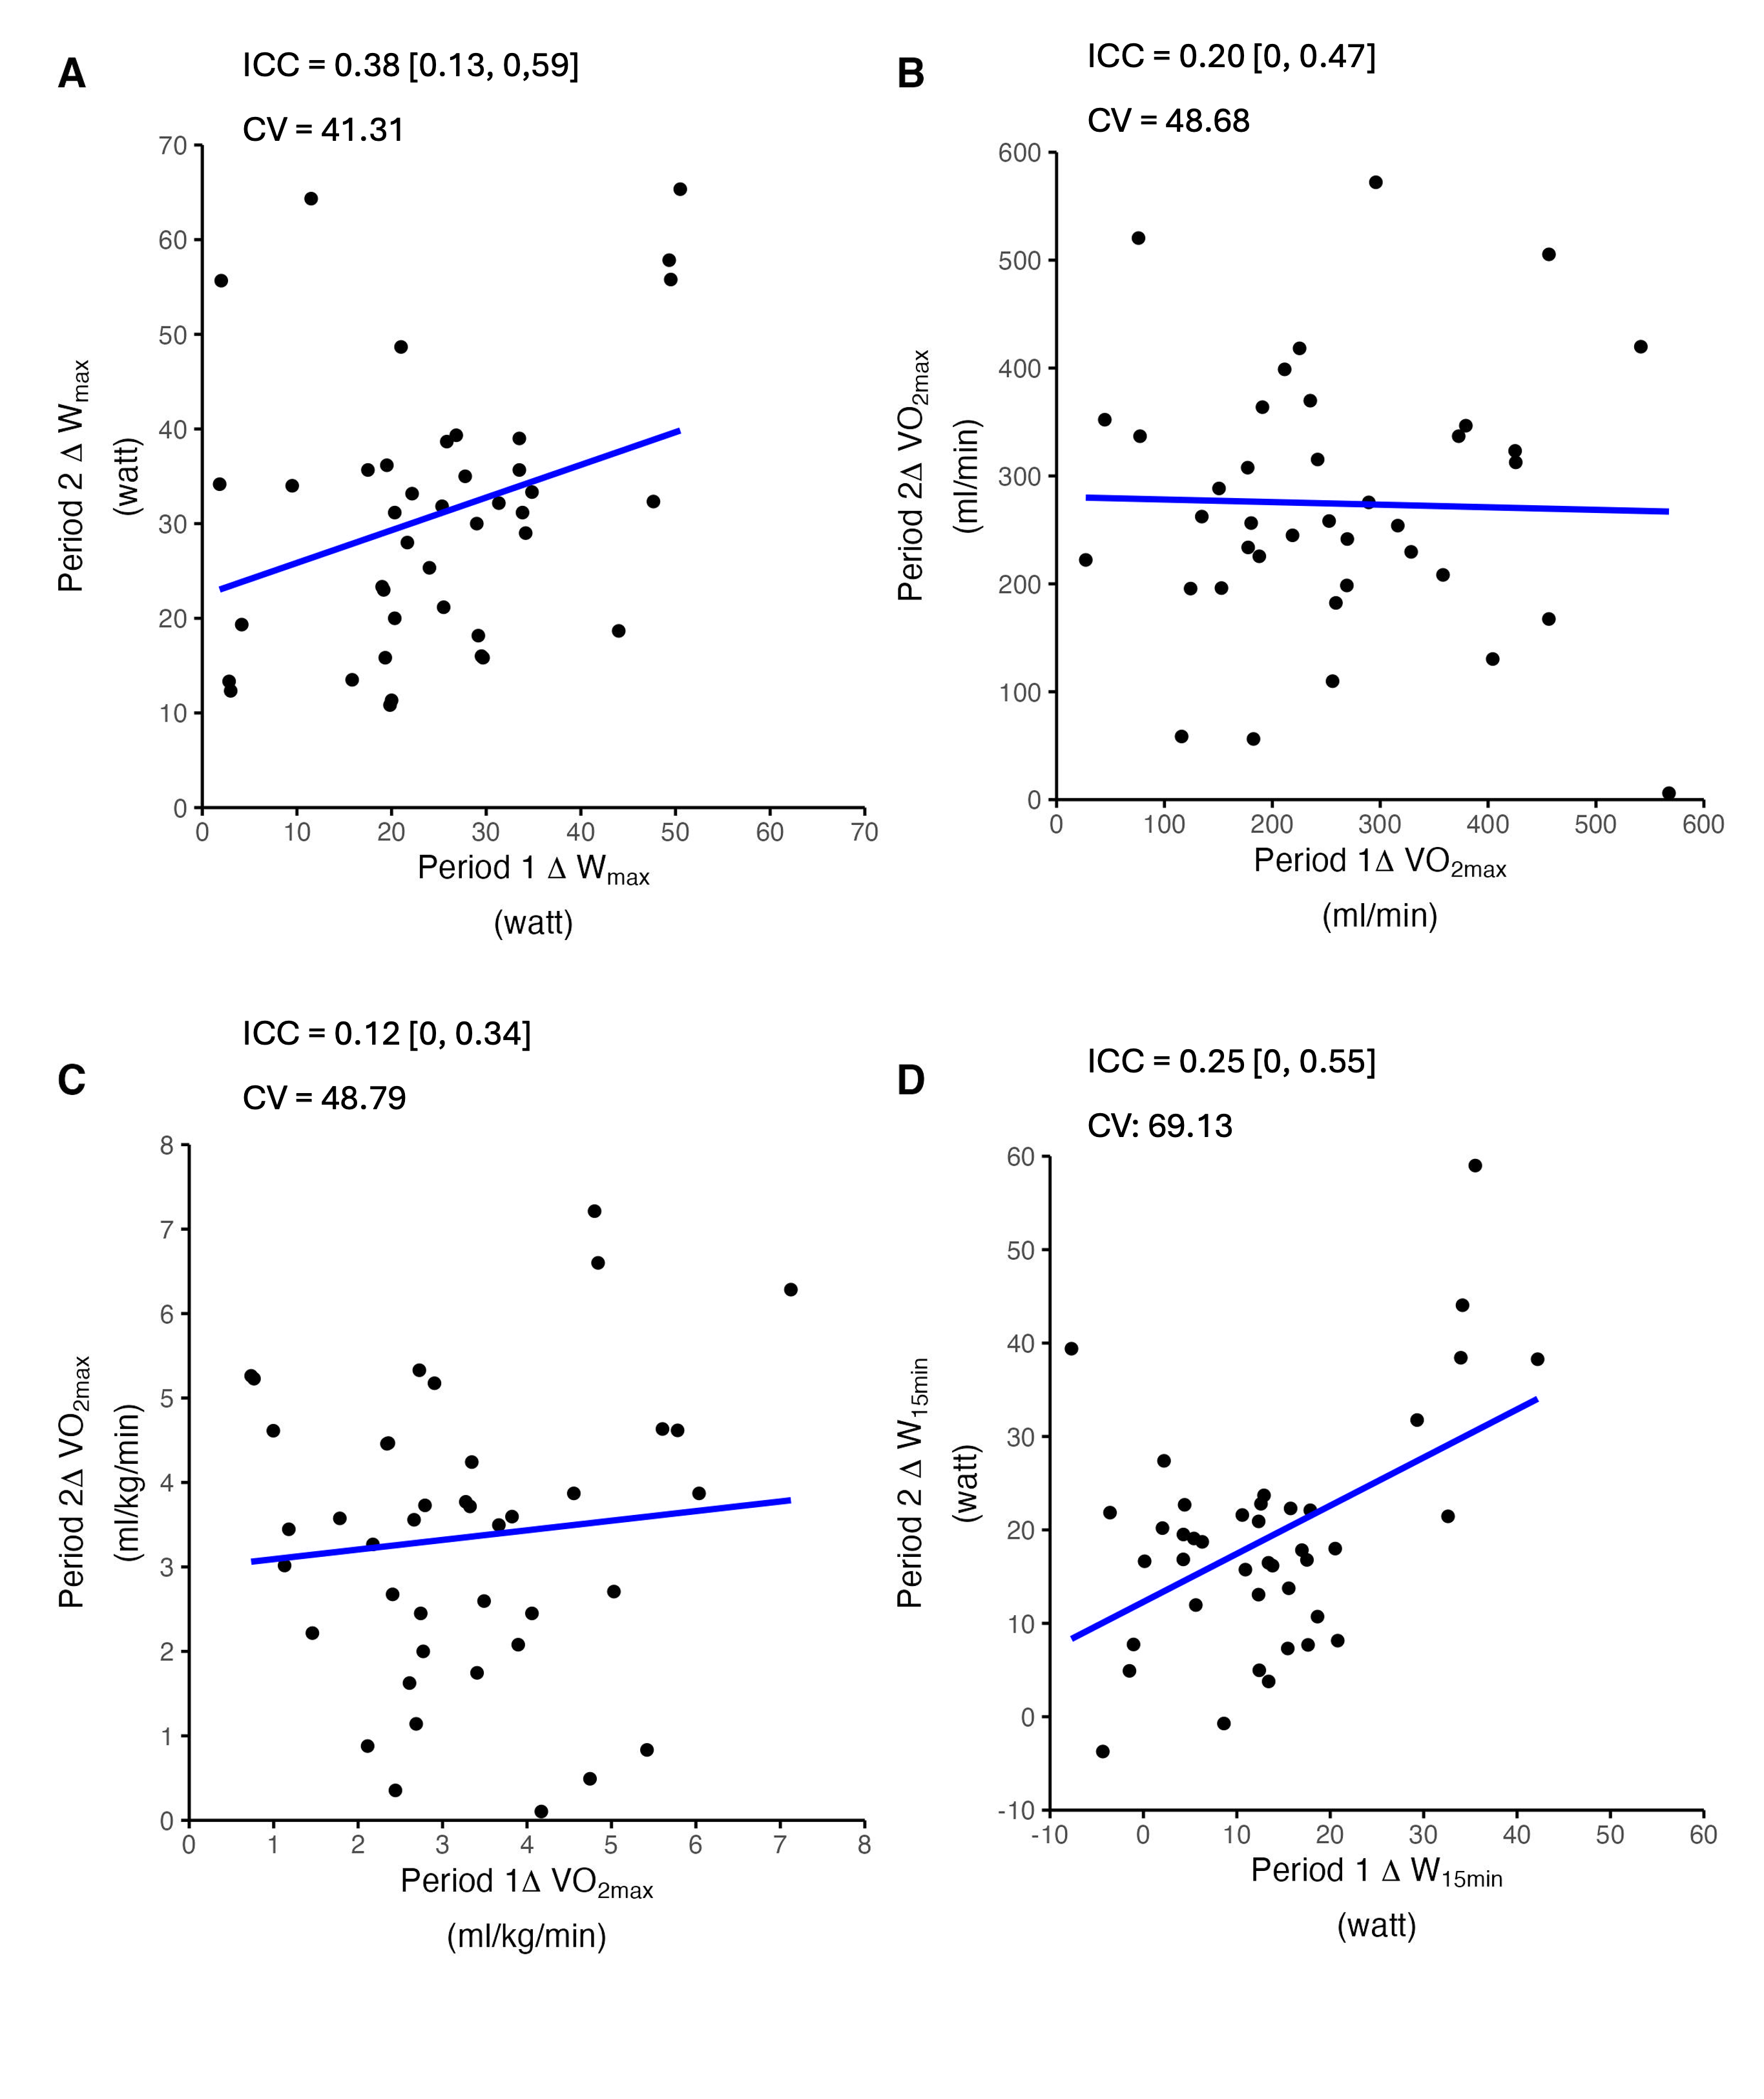 A
ICC = 0.38 [0.13, 0,59]
CV = 41.31
70
60
50
40
30
20
10
0
0 10 20 30 40 50 60 70
Period 2 Δ Wmax
(watt)
Period 1 Δ Wmax
(watt)
B
ICC = 0.20 [0, 0.47]
CV = 48.68
600
500
400
300
200
100
0
0 100 200 300 400 500 600
Period 2Δ VO2max
(ml/min)
Period 1Δ VO2max
(ml/min)
C
ICC = 0.12 [0, 0.34]
CV = 48.79
8
7
6
5
4
3
2
1
0
0 1 2 3 4 5 6 7 8
Period 2Δ VO2max
(ml/kg/min)
Period 1Δ VO2max
(ml/kg/min)
D
ICC = 0.25 [0, 0.55]
CV: 69.13
60
50
40
30
20
10
0
-10
-10 0 10 20 30 40 50 60
Period 2 Δ W15min
(watt)
Period 1 Δ W15min
(watt)